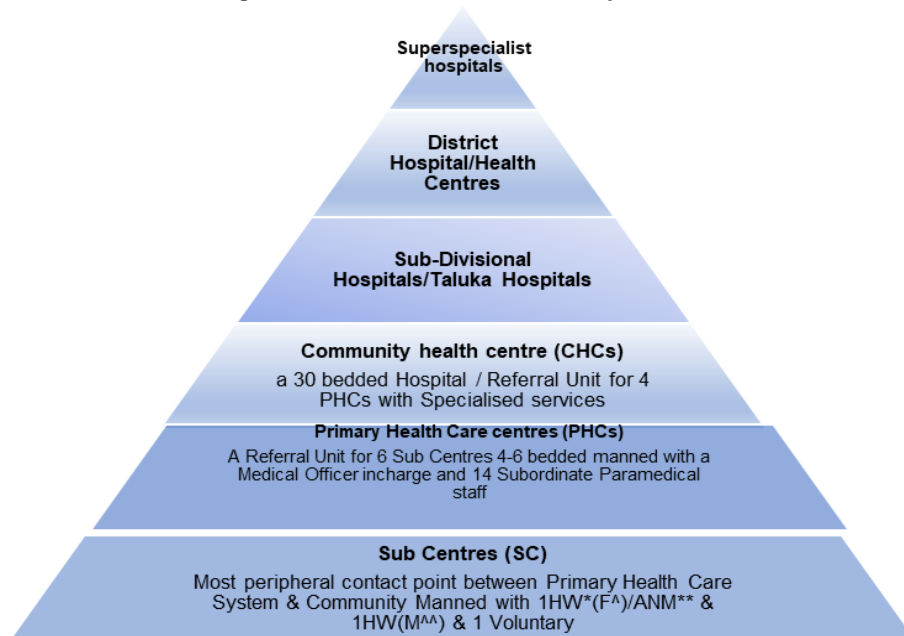 Superspecialist
hospitals
District
Hospital/Health
Centres
Sub-Divisional
Hospitals/Taluka Hospitals
Community health centre (CHCs)
a 30 bedded Hospital / Referral Unit for 4
PHCs with Specialised services
Primary Health Care centres (PHCs)
A Referral Unit for 6 Sub Centres 4-6 bedded manned with a
Medical Officer incharge and 14 Subordinate Paramedical
staff
Sub Centres (SC)
Most peripheral contact point between Primary Health Care
System & Community Manned with 1HW*(F^)/ANM** &
1HW(M^^) & 1 Voluntary